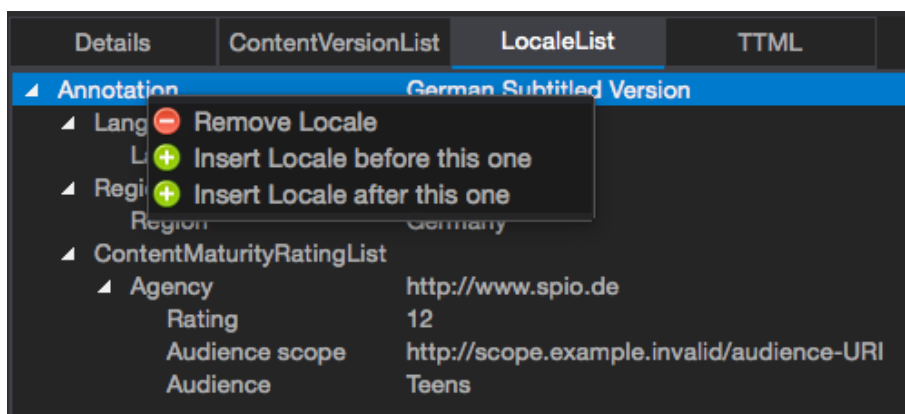 Details ContentVersionList LocaleList TTML
Annotation German Subtitled Version
Remove Locale
Insert Locale before this one
Insert Locale after this one
Region Germany
ContentMaturityRatingList
Agency http://www.spio.de
Rating 12
Audience scope http://scope.example.invalid/audience-URI
Audience Teens